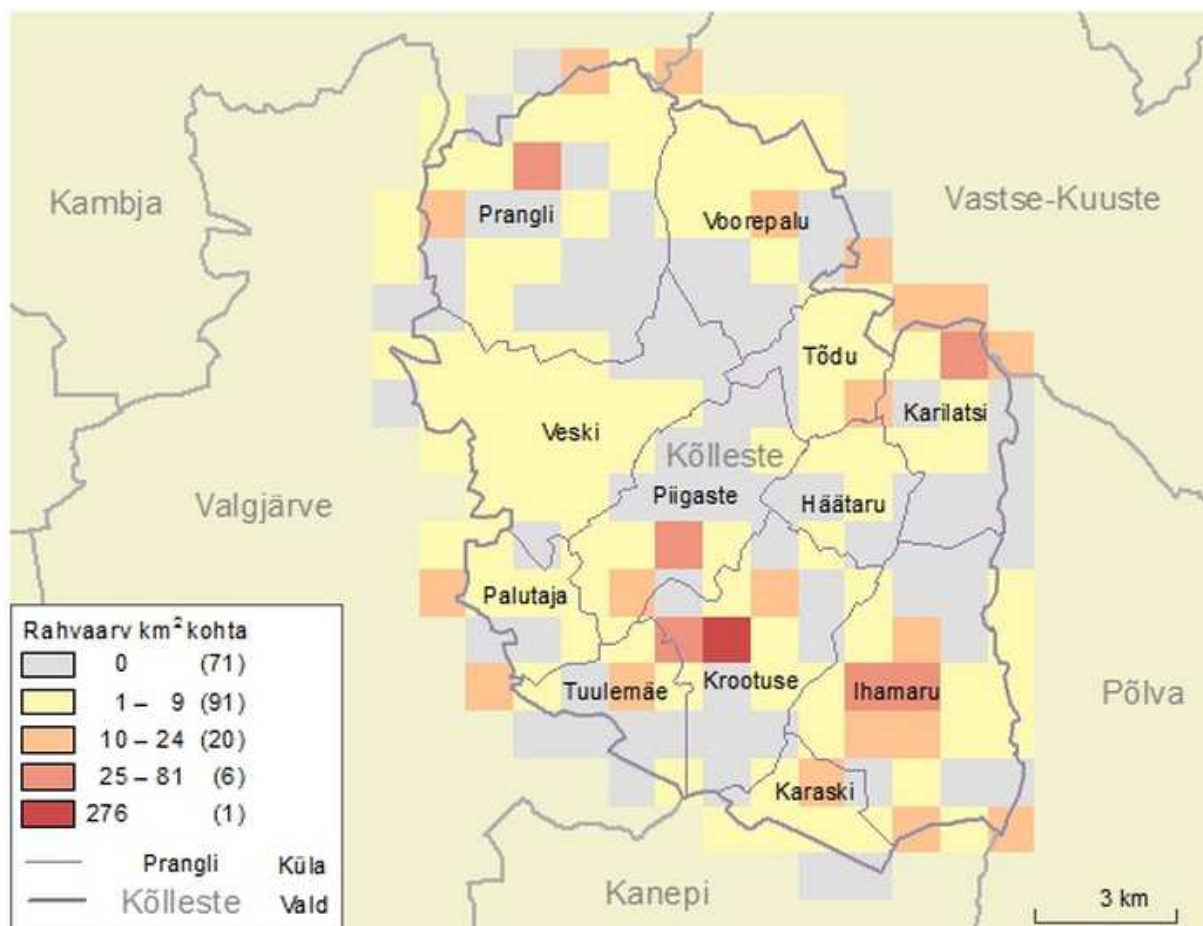 Kambja
Vastse-Kuuste
Prangli
Voorepalu
Tõdu
Karilatsi
Veski
Kõlleste
Valgjärve
Piigaste
Häätaru
Palutaja
Tuulemäe
Krootuse
Ihamaru
Põlva
Karaski
Kanepi
3 km
Rahvaarv km² kohta
0 (71)
1 – 9 (91)
10 – 24 (20)
25 – 81 (6)
276 (1)
Prangli Küla
Kõlleste Vald